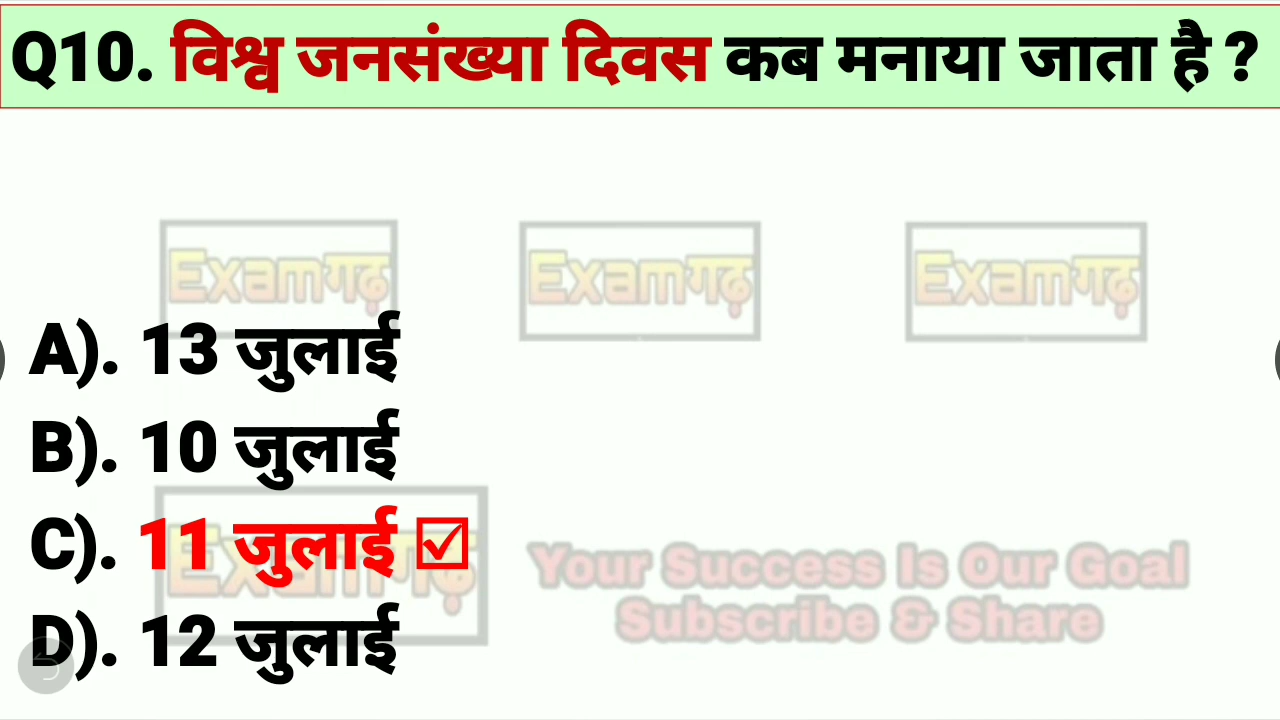 Q10. विश्व जनसंख्या दिवस कब मनाया जाता है ?
Examगढ़ Examगढ़ Examगढ़
A). 13 जुलाई
B). 10 जुलाई
C). 11 जुलाई ☑
Examगढ़
Your Success Is Our Goal
Subscribe & Share
D). 12 जुलाई